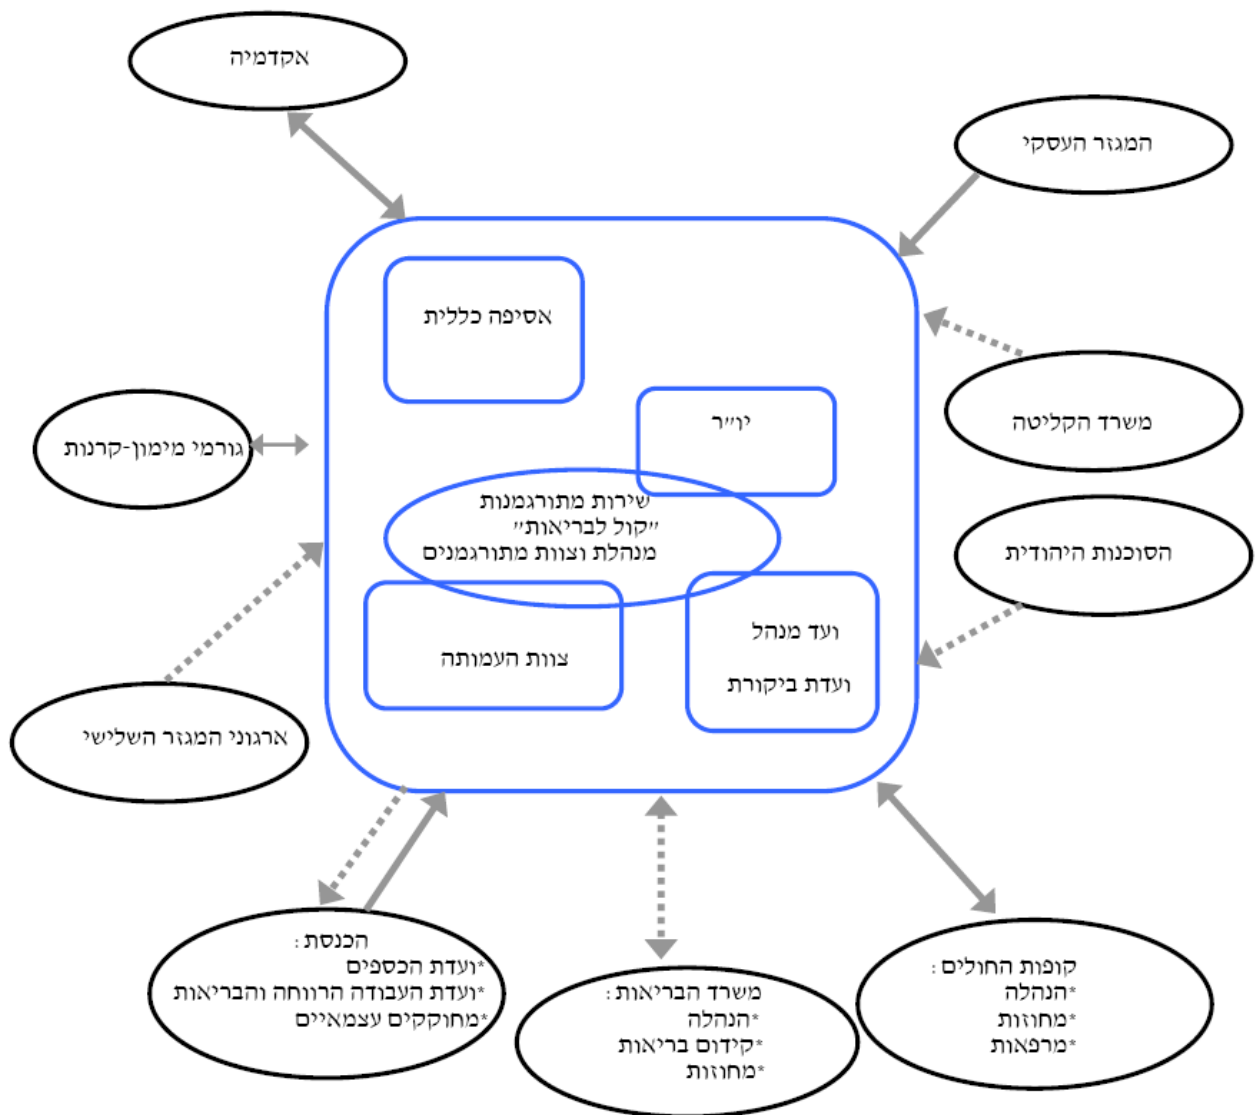 אקדמיה
המגזר העסקי
אסיפה כללית
משרד הקליטה
יו"ר
גורמי מימון-קרנות
שירות מתורגמנות
"קול לבריאות"
מנהלת וצוות מתורגמנים
הסוכנות היהודית
ועד מנהל
ועדת ביקורת
צוות העמותה
ארגוני המגזר השלישי
קופות החולים:
*הנהלה
*מחוזות
*מרפאות
משרד הבריאות:
*הנהלה
*קידום בריאות
*מחוזות
הכנסת:
*ועדת הכספים
*ועדת העבודה הרווחה והבריאות
*מחוקקים עצמאיים